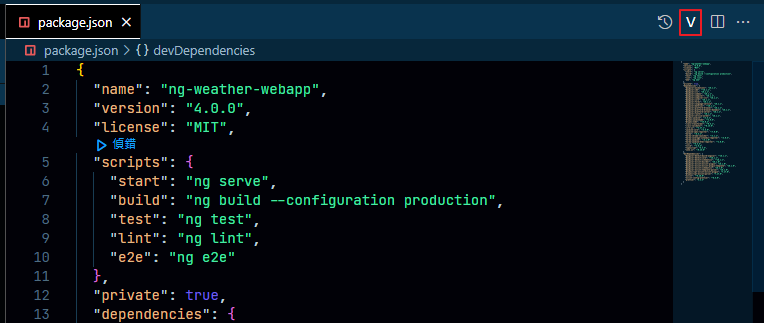 package.json
V
package.json > {} devDependencies
1 {
2 "name": "ng-weather-webapp",
3 "version": "4.0.0",
4 "license": "MIT",
偵錯
5 "scripts": {
6 "start": "ng serve",
7 "build": "ng build --configuration production",
8 "test": "ng test",
9 "lint": "ng lint",
10 "e2e": "ng e2e"
11 },
12 "private": true,
13 "dependencies": {